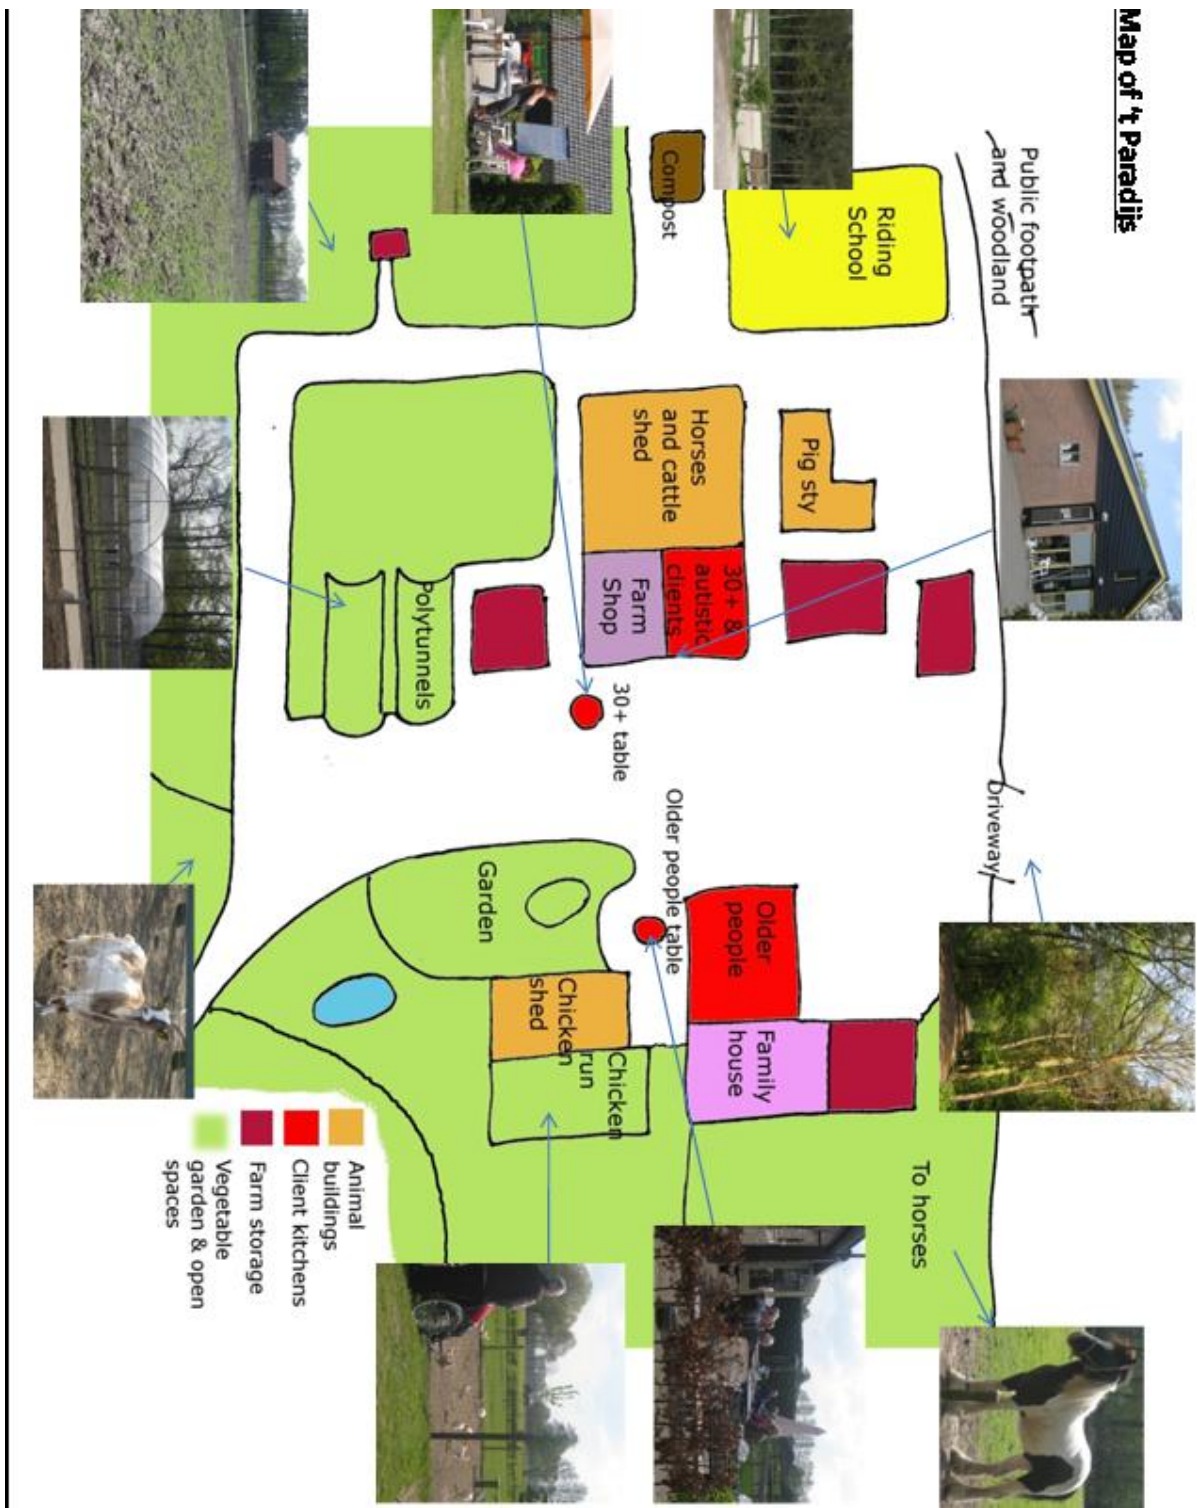 Map of 't Paradijs
Public footpath
and woodland
Driveway
To horses
Riding
School
Pig sty
Compost
Horses
and cattle
shed
30+ &
autistic
clients
Farm
Shop
30+ table
Older
people
Family
house
Older people table
Polytunnels
Garden
Chicken
shed
Chicken
run
Animal
buildings
Client kitchens
Farm storage
Vegetable
garden & open
spaces